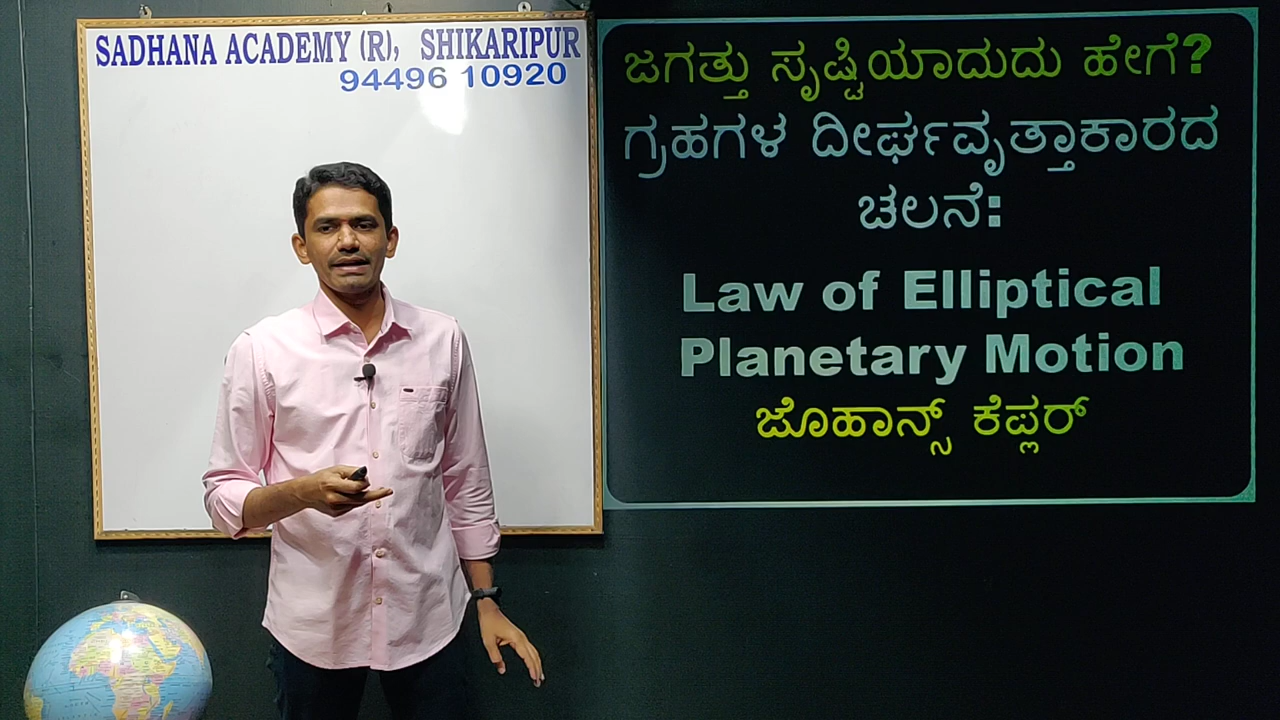 SADHANA ACADEMY (R), SHIKARIPUR
94496 10920
ಜಗತ್ತು ಸೃಷ್ಟಿಯಾದುದು ಹೇಗೆ?
ಗ್ರಹಗಳ ದೀರ್ಘವೃತ್ತಾಕಾರದ
ಚಲನೆ:
Law of Elliptical
Planetary Motion
ಜೊಹಾನ್ಸ್ ಕೆಪ್ಲರ್